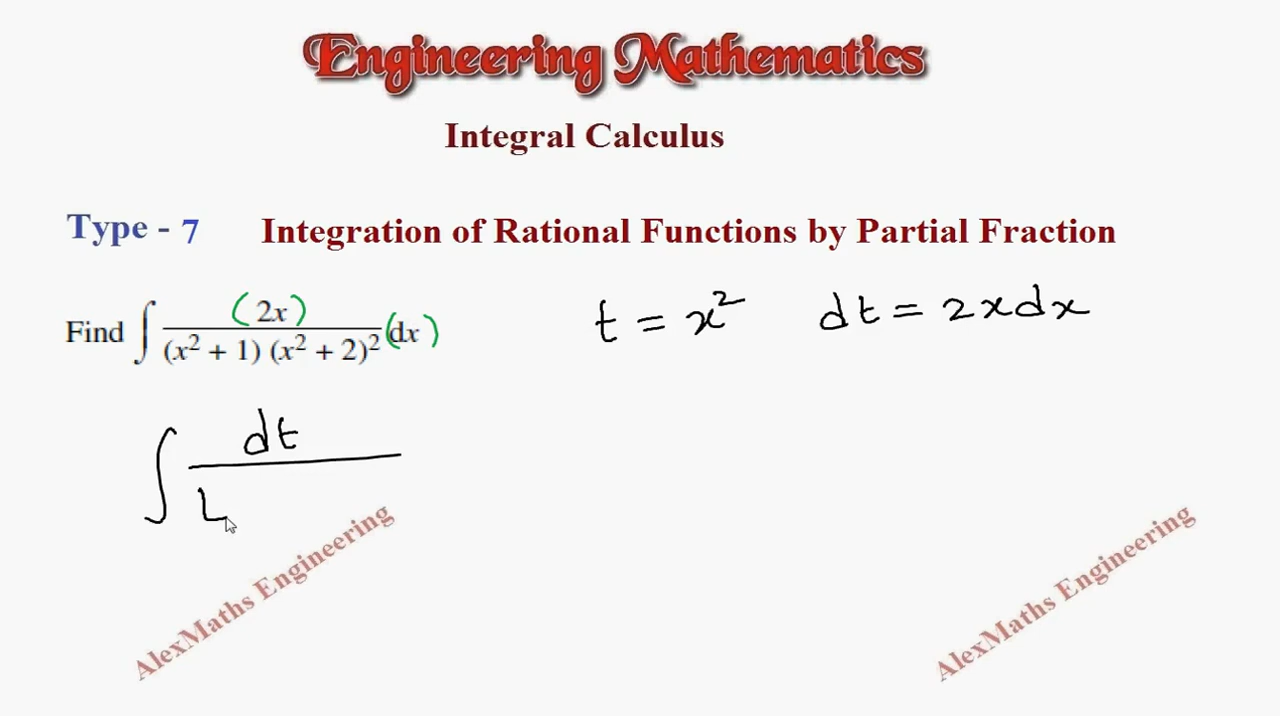 Engineering Mathematics
Integral Calculus
Type - 7 Integration of Rational Functions by Partial Fraction
Find ∫ (2x) / (x² + 1) (x² + 2)² (dx) t = x² dt = 2xdx
∫ dt /
AlexMaths Engineering
AlexMaths Engineering